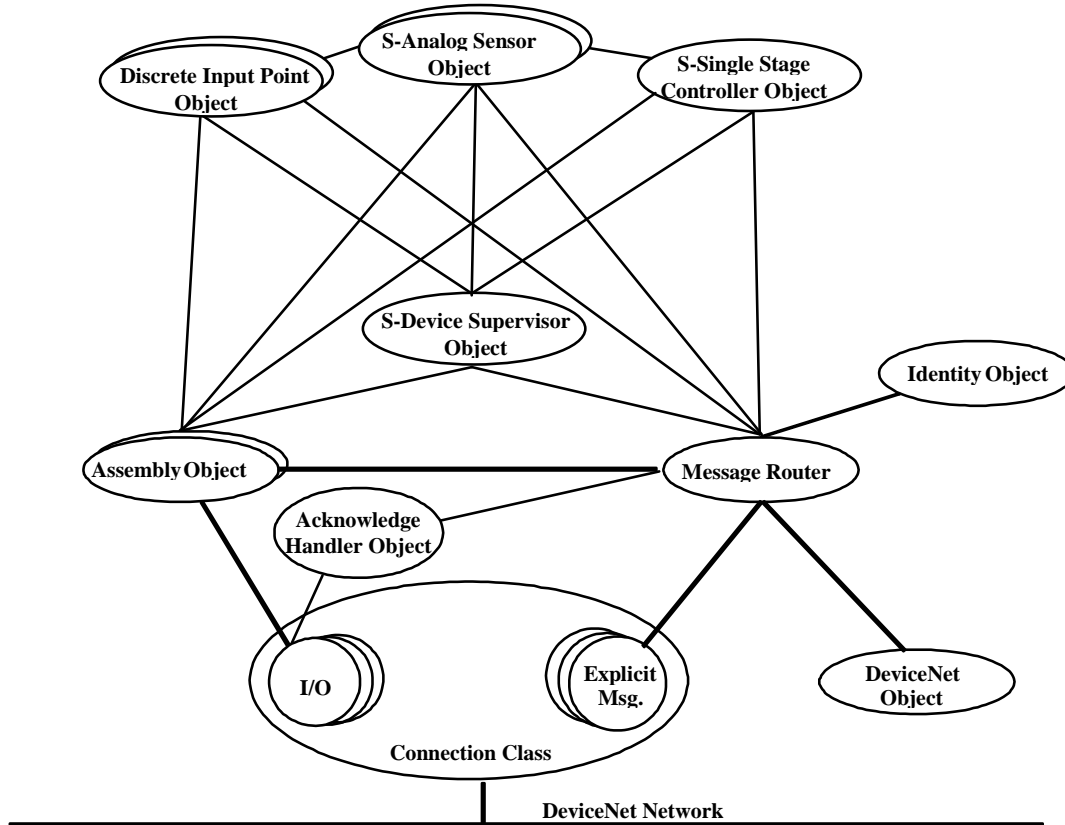 S-Analog Sensor
Object
Discrete Input Point
Object
S-Single Stage
Controller Object
S-Device Supervisor
Object
Identity Object
Assembly Object
Message Router
Acknowledge
Handler Object
I/O
Explicit
Msg.
DeviceNet
Object
Connection Class
DeviceNet Network